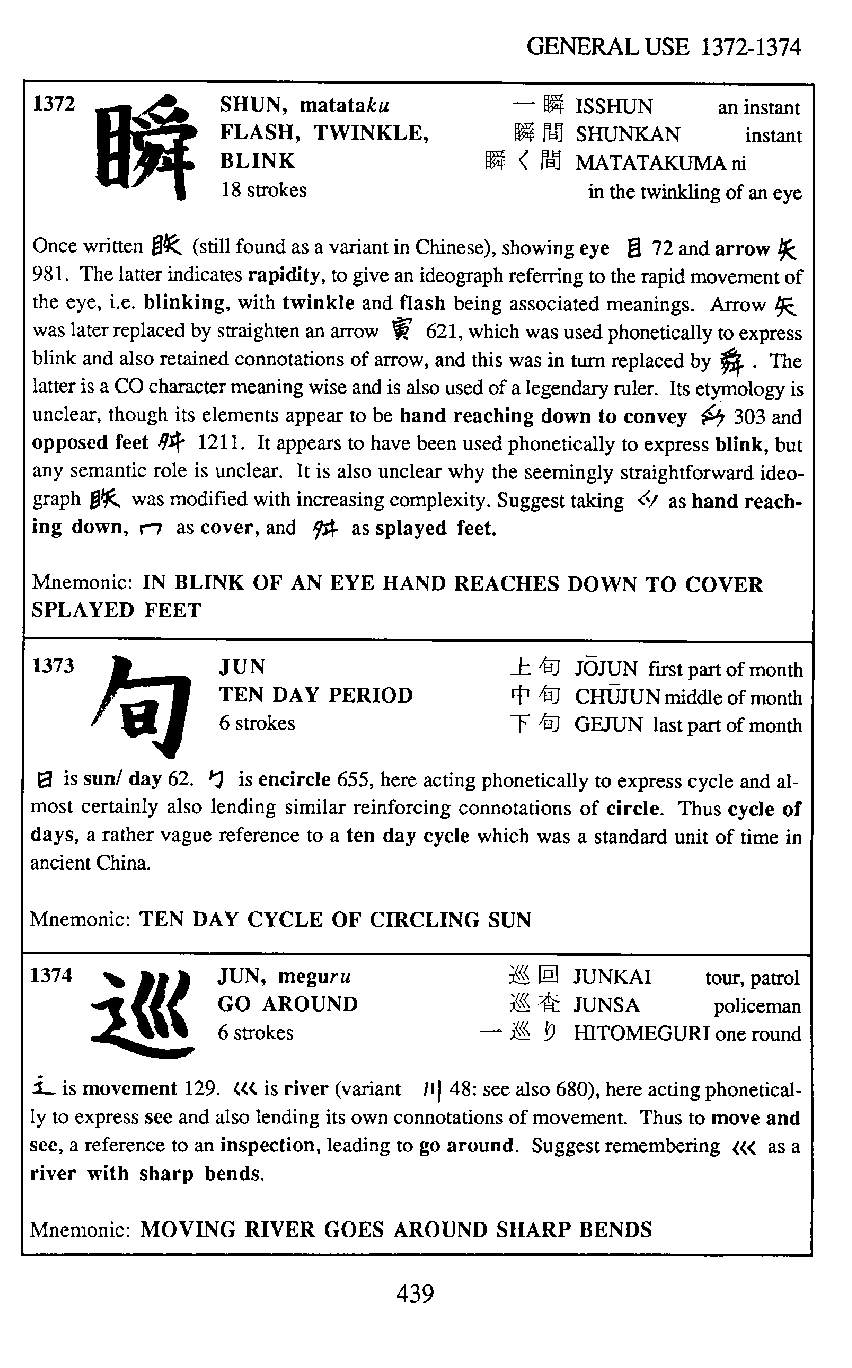 GENERAL USE 1372-1374
1372 瞬 SHUN, matataku 一瞬 ISSHUN an instant
FLASH, TWINKLE, 瞬間 SHUNKAN instant
BLINK 瞬く間 MATATAKUMA ni
18 strokes in the twinkling of an eye
Once written (still found as a variant in Chinese), showing eye 目 72 and arrow 矢
981. The latter indicates rapidity, to give an ideograph referring to the rapid movement of
the eye, i.e. blinking, with twinkle and flash being associated meanings. Arrow 矢
was later replaced by straighten an arrow 寅 621, which was used phonetically to express
blink and also retained connotations of arrow, and this was in turn replaced by 舜 . The
latter is a CO character meaning wise and is also used of a legendary ruler. Its etymology is
unclear, though its elements appear to be hand reaching down to convey 303 and
opposed feet 舛 1211. It appears to have been used phonetically to express blink, but
any semantic role is unclear. It is also unclear why the seemingly straightforward ideo-
graph was modified with increasing complexity. Suggest taking 爫 as hand reach-
ing down, 冖 as cover, and 舛 as splayed feet.
Mnemonic: IN BLINK OF AN EYE HAND REACHES DOWN TO COVER
SPLAYED FEET
1373 旬 JUN 上旬 JŌJUN first part of month
TEN DAY PERIOD 中旬 CHŪJUN middle of month
6 strokes 下旬 GEJUN last part of month
日 is sun/ day 62. 勹 is encircle 655, here acting phonetically to express cycle and al-
most certainly also lending similar reinforcing connotations of circle. Thus cycle of
days, a rather vague reference to a ten day cycle which was a standard unit of time in
ancient China.
Mnemonic: TEN DAY CYCLE OF CIRCLING SUN
1374 巡 JUN, meguru 巡回 JUNKAI tour, patrol
GO AROUND 巡査 JUNSA policeman
6 strokes 一巡り HITOMEGURI one round
辶 is movement 129. 巛 is river (variant 川 48: see also 680), here acting phonetical-
ly to express see and also lending its own connotations of movement. Thus to move and
see, a reference to an inspection, leading to go around. Suggest remembering 巛 as a
river with sharp bends.
Mnemonic: MOVING RIVER GOES AROUND SHARP BENDS
439